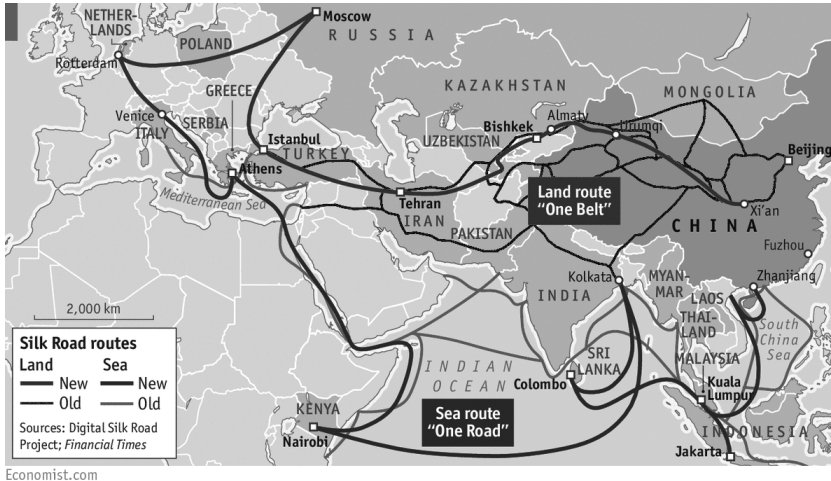 NETHER-
LANDS
Moscow
RUSSIA
POLAND
Rotterdam
GREECE
KAZAKHSTAN
MONGOLIA
Venice
ITALY
SERBIA
Almaty
Bishkek
Urumqi
Istanbul
TURKEY
UZBEKISTAN
Beijing
Athens
Mediterranean Sea
Tehran
IRAN
Land route
“One Belt”
Xi’an
CHINA
PAKISTAN
Fuzhou
Kolkata
MYAN-
MAR
Zhanjiang
INDIA
LAOS
THAI-
LAND
South
China
Sea
2,000 km
Silk Road routes
Land Sea
New New
Old Old
Sources: Digital Silk Road
Project; Financial Times
SRI
LANKA
MALAYSIA
INDIAN
OCEAN
Colombo
Kuala
Lumpur
KENYA
Sea route
“One Road”
Nairobi
INDONESIA
Jakarta
Economist.com